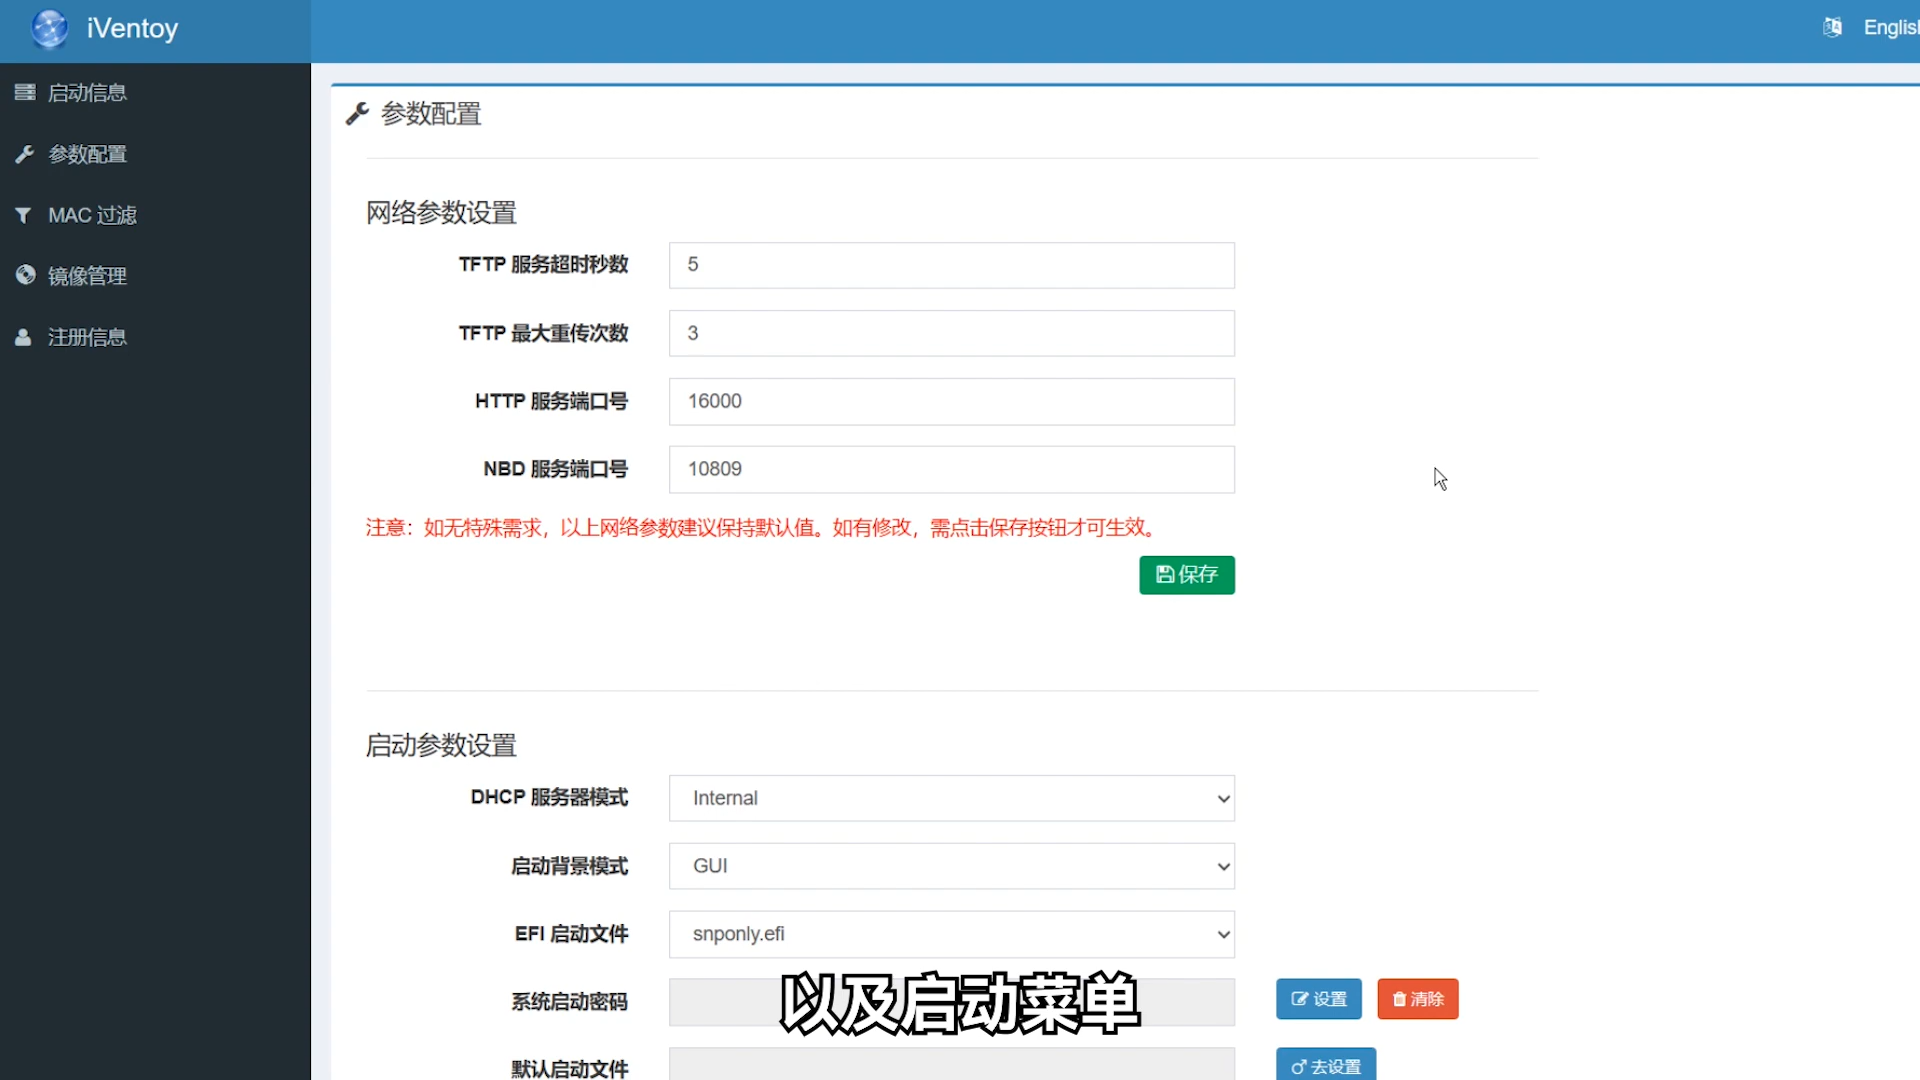 iVentoy
启动信息
参数配置
MAC 过滤
镜像管理
注册信息
English
参数配置
网络参数设置
TFTP 服务超时秒数 5
TFTP 最大重传次数 3
HTTP 服务端口号 16000
NBD 服务端口号 10809
注意：如无特殊需求，以上网络参数建议保持默认值。如有修改，需点击保存按钮才可生效。
保存
启动参数设置
DHCP 服务器模式 Internal
启动背景模式 GUI
EFI 启动文件 snponly.efi
系统启动密码 设置 清除
以及启动菜单
默认启动文件 去设置